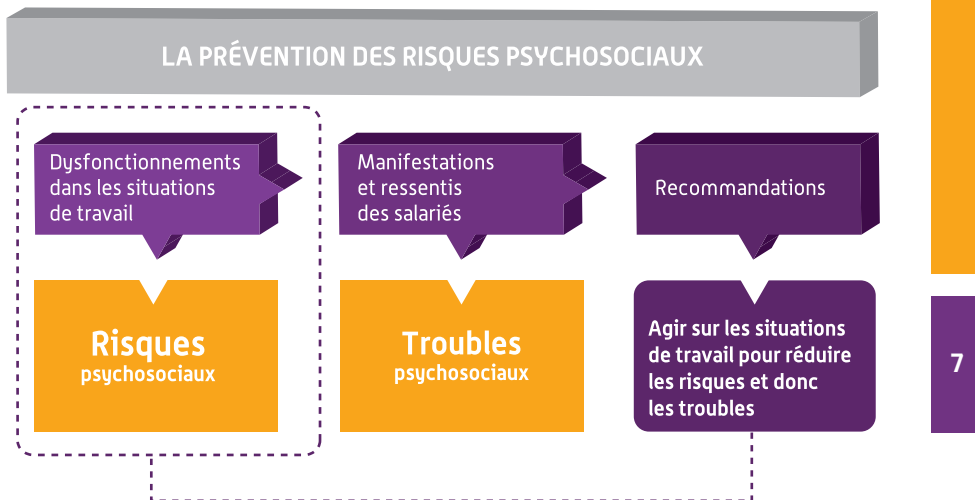 LA PRÉVENTION DES RISQUES PSYCHOSOCIAUX
Dysfonctionnements
dans les situations
de travail
Manifestations
et ressentis
des salariés
Recommandations
Risques
psychosociaux
Troubles
psychosociaux
Agir sur les situations
de travail pour réduire
les risques et donc
les troubles
7